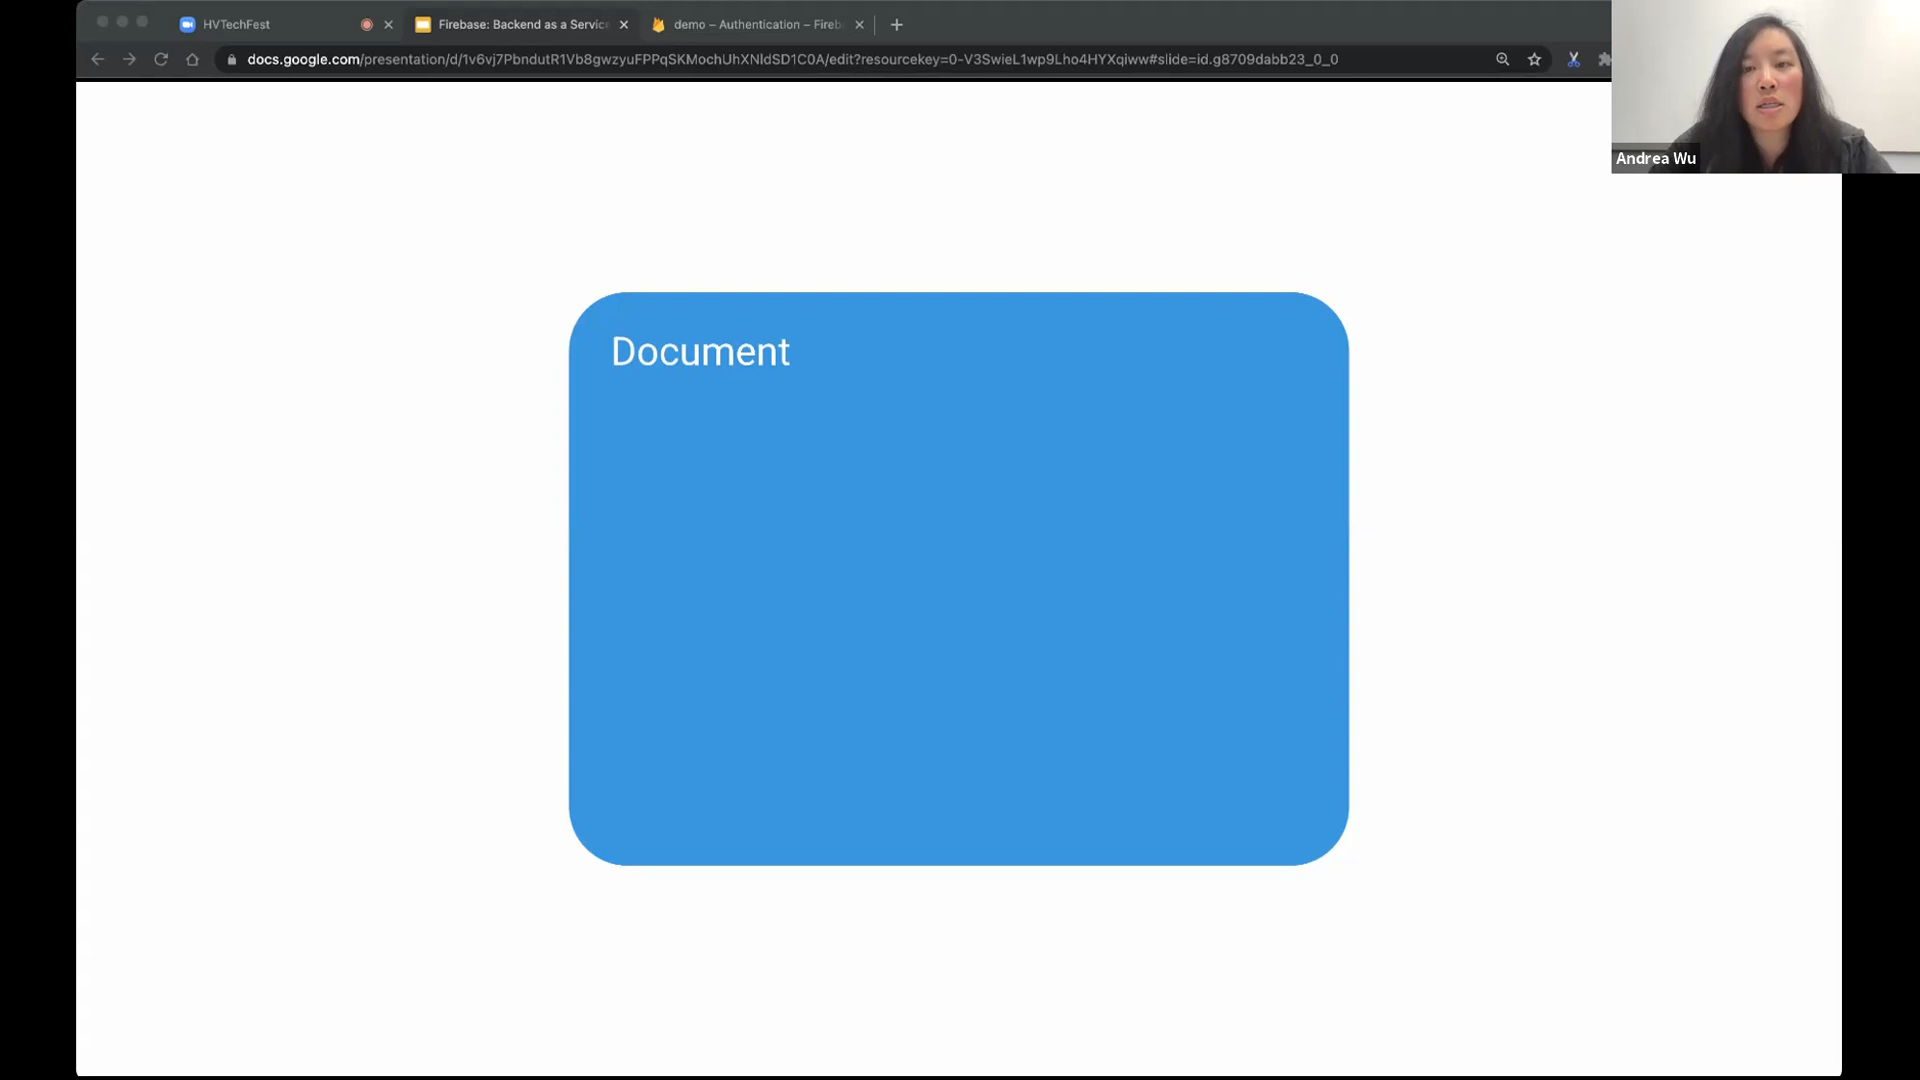 HVTechFest
Firebase: Backend as a Servic
demo – Authentication – Fireb
docs.google.com/presentation/d/1v6vj7PbndutR1Vb8gwzyuFPPqSKMochUhXNldSD1C0A/edit?resourcekey=0-V3SwieL1wp9Lho4HYXqiww#slide=id.g8709dabb23_0_0
Andrea Wu
Document